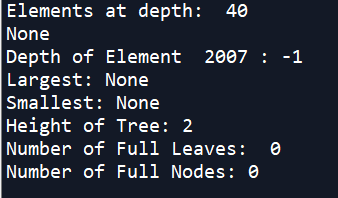 Elements at depth:  40
None
Depth of Element  2007 : -1
Largest: None
Smallest: None
Height of Tree: 2
Number of Full Leaves:  0
Number of Full Nodes: 0